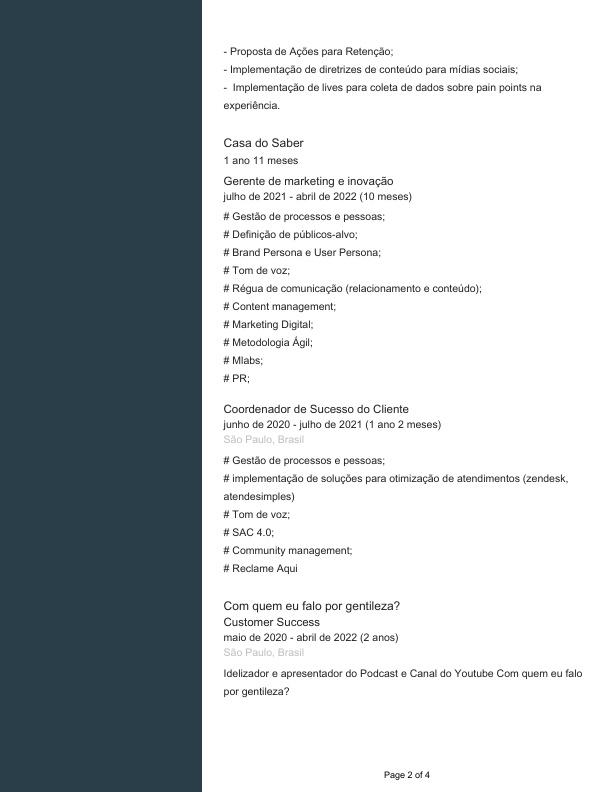 - Proposta de Ações para Retenção;
- Implementação de diretrizes de conteúdo para mídias sociais;
-  Implementação de lives para coleta de dados sobre pain points na
experiência.
Casa do Saber
1 ano 11 meses
Gerente de marketing e inovação
julho de 2021 - abril de 2022 (10 meses)
# Gestão de processos e pessoas;
# Definição de públicos-alvo;
# Brand Persona e User Persona;
# Tom de voz;
# Régua de comunicação (relacionamento e conteúdo);
# Content management;
# Marketing Digital;
# Metodologia Ágil;
# Mlabs;
# PR;
Coordenador de Sucesso do Cliente
junho de 2020 - julho de 2021 (1 ano 2 meses)
São Paulo, Brasil
# Gestão de processos e pessoas;
# implementação de soluções para otimização de atendimentos (zendesk,
atendesimples)
# Tom de voz;
# SAC 4.0;
# Community management;
# Reclame Aqui
Com quem eu falo por gentileza?
Customer Success
maio de 2020 - abril de 2022 (2 anos)
São Paulo, Brasil
Idelizador e apresentador do Podcast e Canal do Youtube Com quem eu falo
por gentileza?
Page 2 of 4